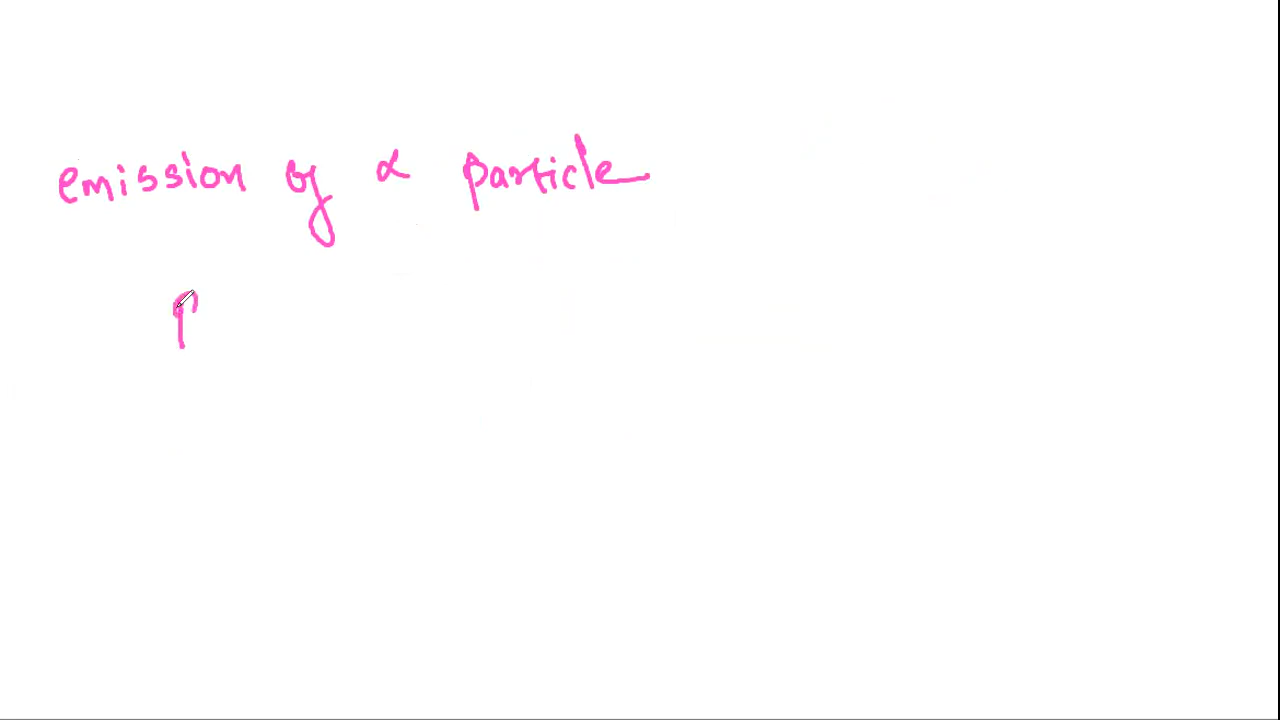 emission of α particle